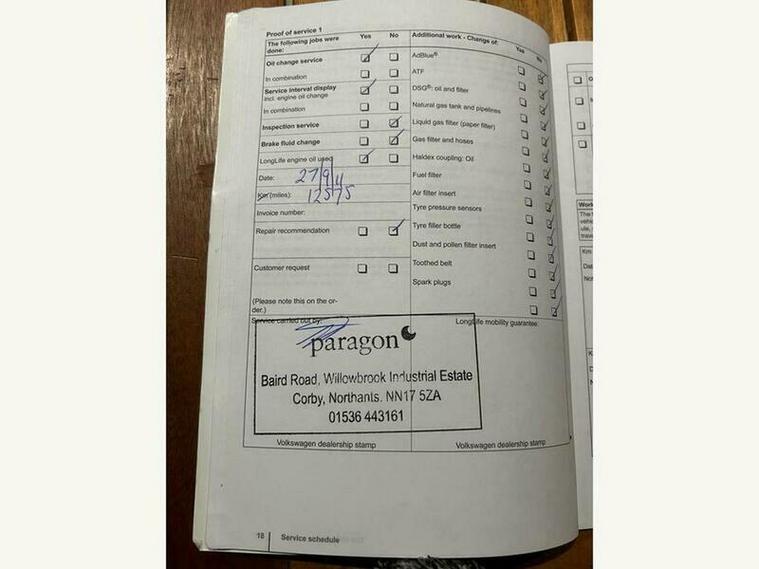 Proof of service 1
The following jobs were done:
Yes
No
Oil change service
In combination
Service interval display
incl. engine oil change
In combination
Inspection service
Brake fluid change
LongLife engine oil used
Date: 27/9/11
Km (miles): 12575
Invoice number:
Repair recommendation
Customer request
(Please note this on the or-
der.)
Service carried out by:
Additional work - Change of:
Yes
No
AdBlue®
ATF
DSG®: oil and filter
Natural gas tank and pipelines
Liquid gas filter (paper filter)
Gas filter and hoses
Haldex coupling: Oil
Fuel filter
Air filter insert
Tyre pressure sensors
Tyre filler bottle
Dust and pollen filter insert
Toothed belt
Spark plugs
LongLife mobility guarantee:
paragon
Baird Road, Willowbrook Industrial Estate
Corby, Northants. NN17 5ZA
01536 443161
Volkswagen dealership stamp
Volkswagen dealership stamp
18
Service schedule